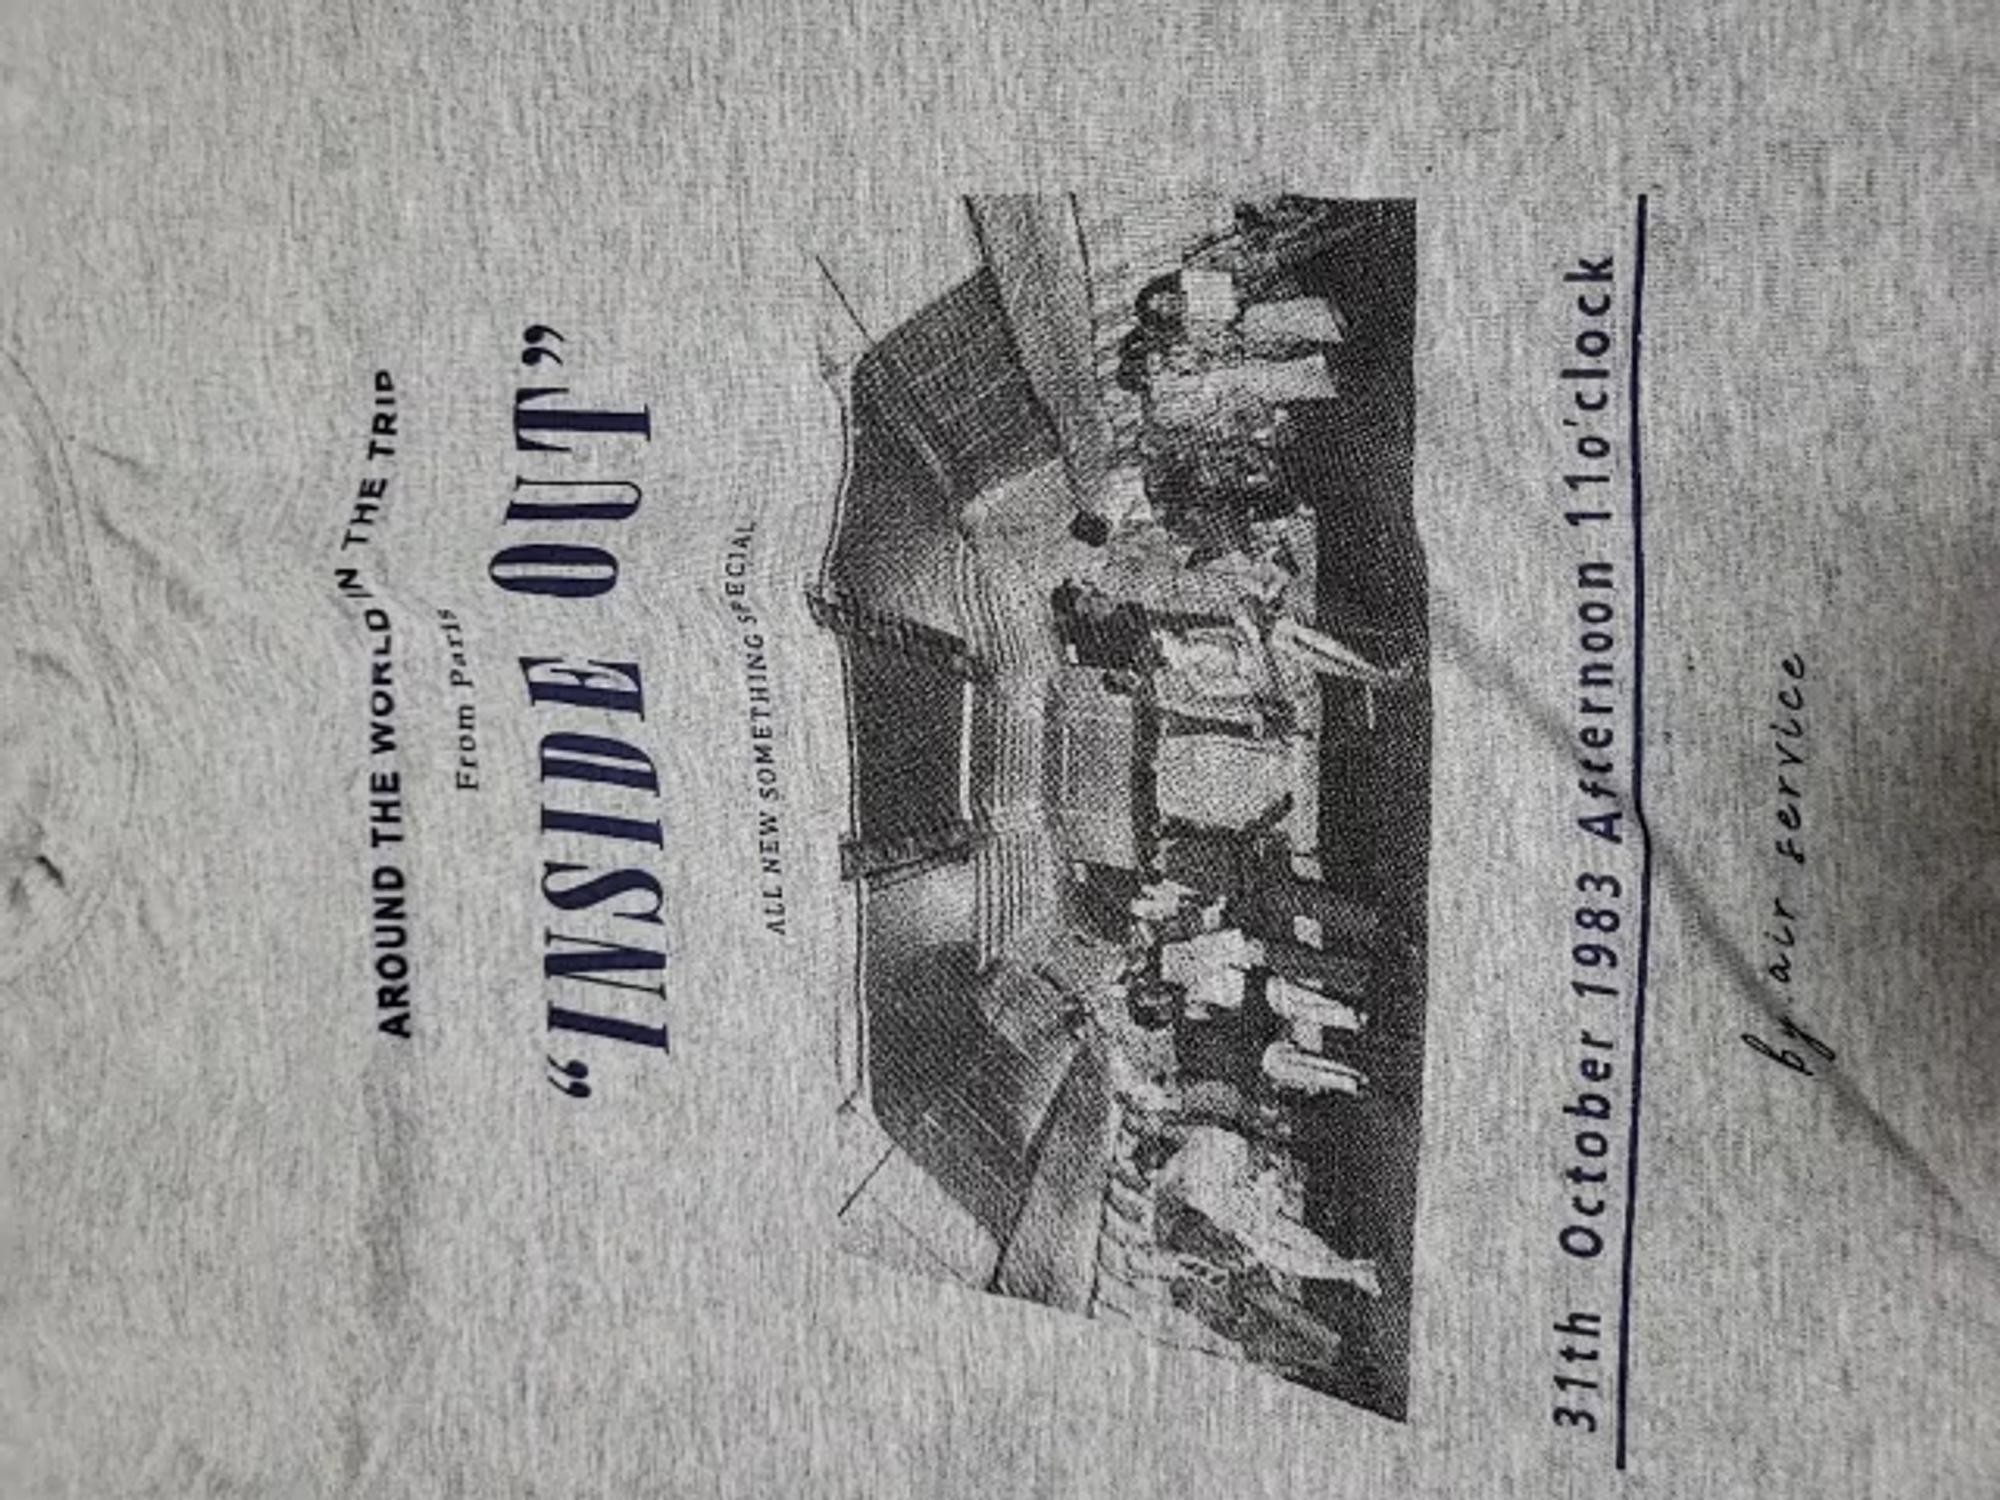 AROUND THE WORLD IN THE TRIP
From Paris
“INSIDE OUT”
ALL NEW SOMETHING SPECIAL
31th October 1983 Afternoon 11o'clock
by air service